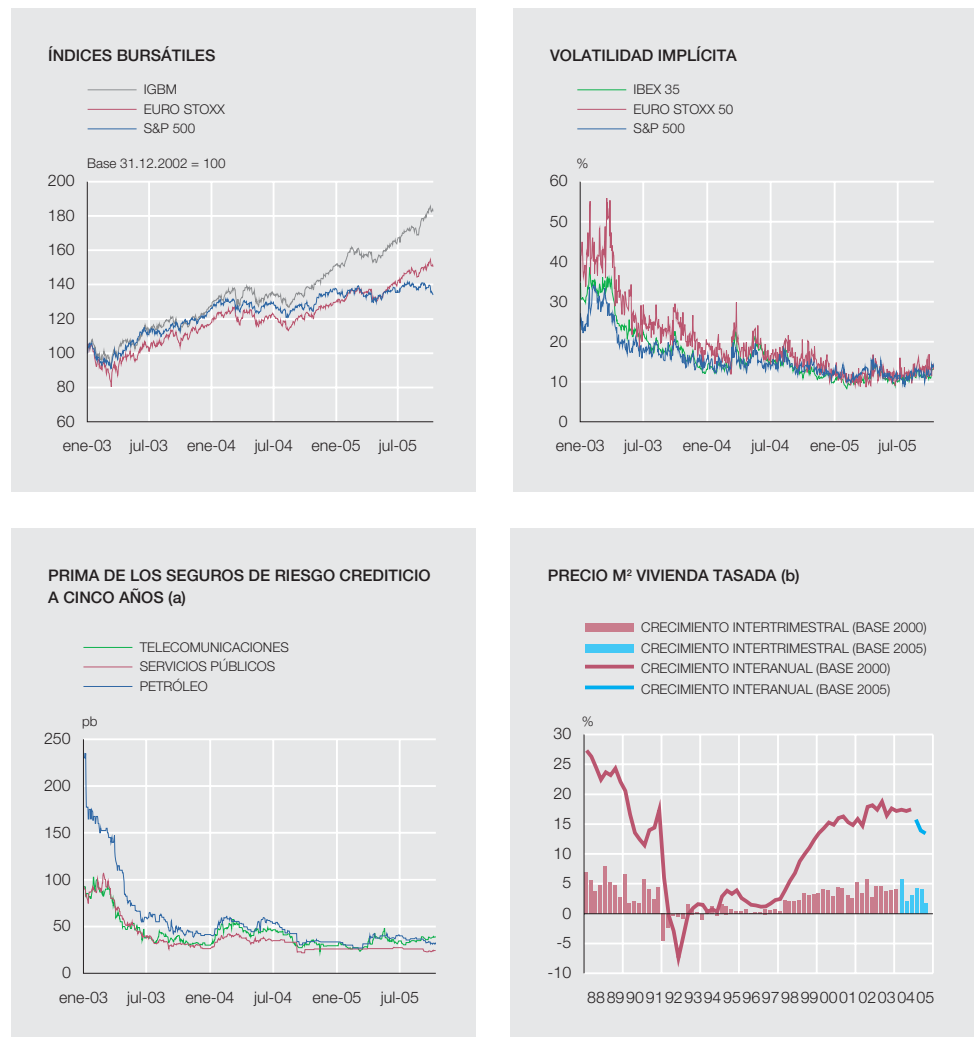 ÍNDICES BURSÁTILES
IGBM
EURO STOXX
S&P 500
Base 31.12.2002 = 100
200
180
160
140
120
100
80
60
ene-03 jul-03 ene-04 jul-04 ene-05 jul-05
VOLATILIDAD IMPLÍCITA
IBEX 35
EURO STOXX 50
S&P 500
%
60
50
40
30
20
10
0
ene-03 jul-03 ene-04 jul-04 ene-05 jul-05
PRIMA DE LOS SEGUROS DE RIESGO CREDITICIO
A CINCO AÑOS (a)
TELECOMUNICACIONES
SERVICIOS PÚBLICOS
PETRÓLEO
pb
250
200
150
100
50
0
ene-03 jul-03 ene-04 jul-04 ene-05 jul-05
PRECIO M² VIVIENDA TASADA (b)
CRECIMIENTO INTERTRIMESTRAL (BASE 2000)
CRECIMIENTO INTERTRIMESTRAL (BASE 2005)
CRECIMIENTO INTERANUAL (BASE 2000)
CRECIMIENTO INTERANUAL (BASE 2005)
%
30
25
20
15
10
5
0
-5
-10
88 89 90 91 92 93 94 95 96 97 98 99 00 01 02 03 04 05